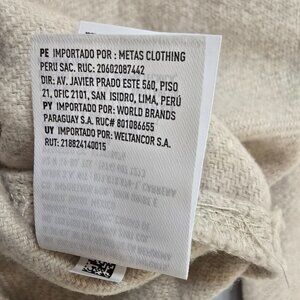 PE IMPORTADO POR : METAS CLOTHING
PERU SAC. RUC: 20602087442
DIR: AV. JAVIER PRADO ESTE 560, PISO
21, OFIC 2101, SAN ISIDRO, LIMA, PERÚ
PY IMPORTADO POR: WORLD BRANDS
PARAGUAY S.A. RUC# 801086655
UY IMPORTADO POR: WELTANCOR S.A.
RUT: 218824140015